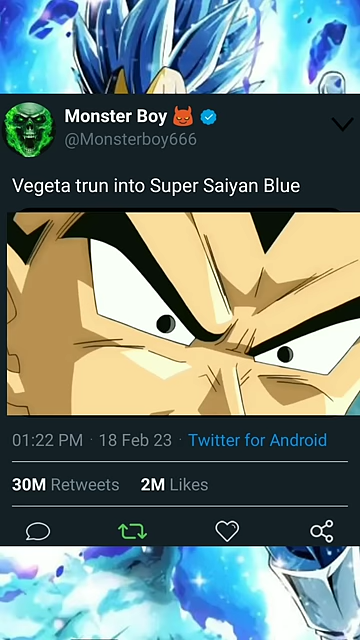 Monster Boy
@Monsterboy666
Vegeta trun into Super Saiyan Blue
01:22 PM · 18 Feb 23 · Twitter for Android
30M Retweets 2M Likes